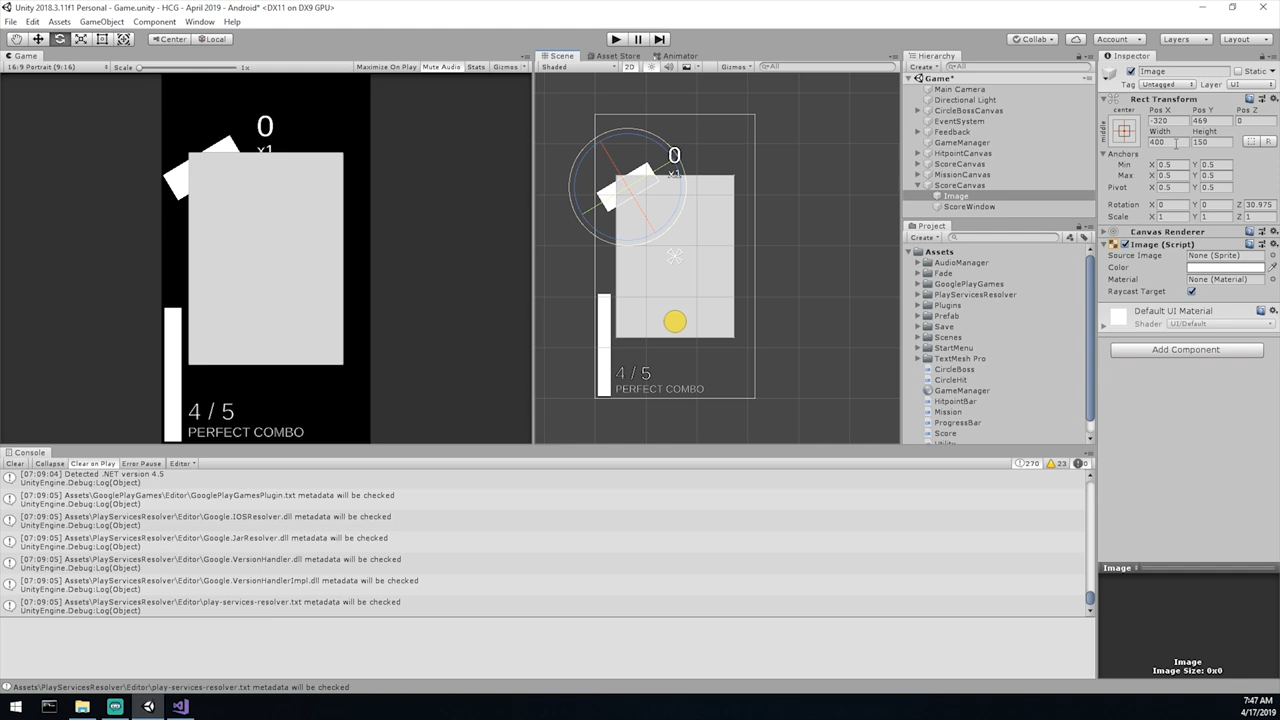 Unity 2018.3.11f1 Personal - Game.unity - HCG - April 2019 - Android* <DX11 on DX9 GPU>
File Edit Assets GameObject Component Window Help
Center Local Collab Account Layers Layout
Game
16:9 Portrait (9:16) Scale 1x Maximize On Play Mute Audio Stats Gizmos
0
x1
4 / 5
PERFECT COMBO
Scene Asset Store Animator
Shaded 2D Gizmos All
0
x1
4 / 5
PERFECT COMBO
Hierarchy
Create All
Game*
Main Camera
Directional Light
CircleBossCanvas
EventSystem
Feedback
GameManager
HitpointCanvas
ScoreCanvas
MissionCanvas
ScoreCanvas
Image
ScoreWindow
Project
Create
Assets
AudioManager
Fade
GooglePlayGames
PlayServicesResolver
Plugins
Prefab
Save
Scenes
StartMenu
TextMesh Pro
CircleBoss
CircleHit
GameManager
HitpointBar
Mission
ProgressBar
Score
Inspector
Image Static
Tag Untagged Layer UI
Rect Transform
center Pos X Pos Y Pos Z
middle -320 469 0
Width Height
400 150 R
Anchors
Min X 0.5 Y 0.5
Max X 0.5 Y 0.5
Pivot X 0.5 Y 0.5
Rotation X 0 Y 0 Z 30.975
Scale X 1 Y 1 Z 1
Canvas Renderer
Image (Script)
Source Image None (Sprite)
Color
Material None (Material)
Raycast Target
Default UI Material
Shader UI/Default
Add Component
Image
Image
Image Size: 0x0
Console
Clear Collapse Clear on Play Error Pause Editor 270 23 0
[07:09:04] Detected .NET version 4.5
UnityEngine.Debug:Log(Object)
[07:09:05] Assets\GooglePlayGames\Editor\GooglePlayGamesPlugin.txt metadata will be checked
UnityEngine.Debug:Log(Object)
[07:09:05] Assets\PlayServicesResolver\Editor\Google.IOSResolver.dll metadata will be checked
UnityEngine.Debug:Log(Object)
[07:09:05] Assets\PlayServicesResolver\Editor\Google.JarResolver.dll metadata will be checked
UnityEngine.Debug:Log(Object)
[07:09:05] Assets\PlayServicesResolver\Editor\Google.VersionHandler.dll metadata will be checked
UnityEngine.Debug:Log(Object)
[07:09:05] Assets\PlayServicesResolver\Editor\Google.VersionHandlerImpl.dll metadata will be checked
UnityEngine.Debug:Log(Object)
[07:09:05] Assets\PlayServicesResolver\Editor\play-services-resolver.txt metadata will be checked
UnityEngine.Debug:Log(Object)
Assets\PlayServicesResolver\Editor\play-services-resolver.txt metadata will be checked
7:47 AM
4/17/2019